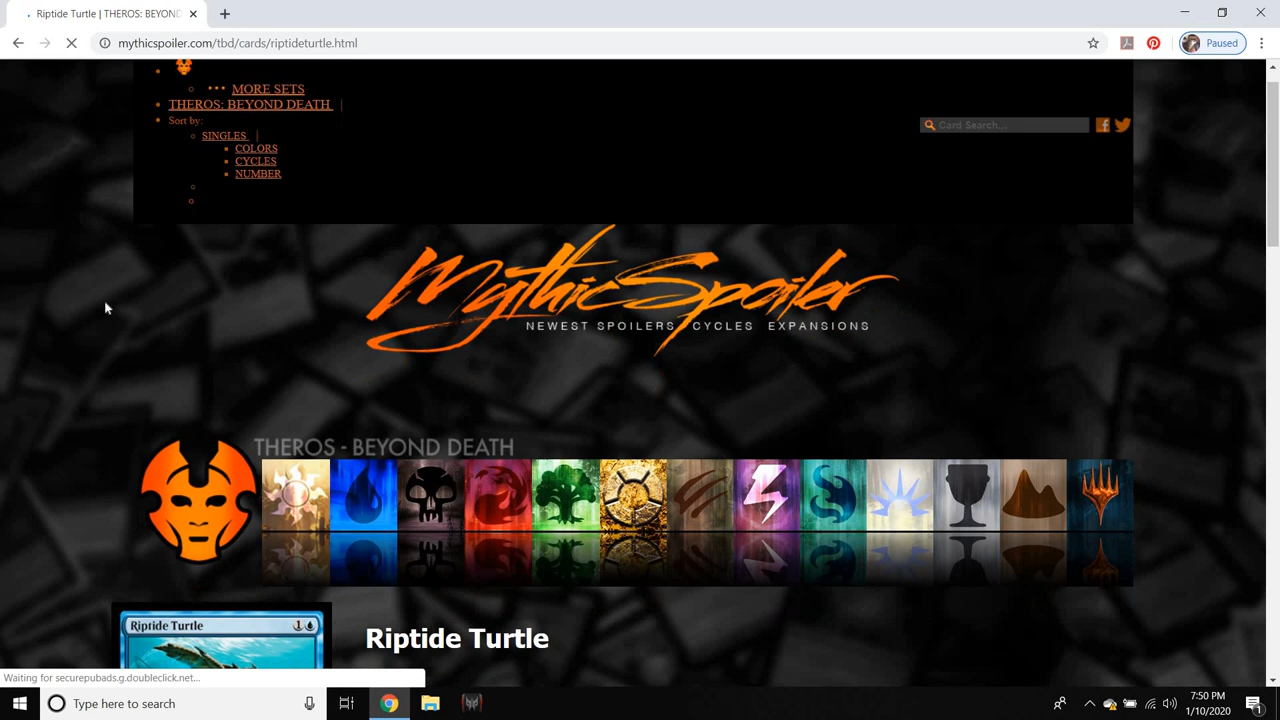 Riptide Turtle | THEROS: BEYOND
mythicspoiler.com/tbd/cards/riptideturtle.html
Paused
MORE SETS
THEROS: BEYOND DEATH |
Sort by:
SINGLES |
COLORS
CYCLES
NUMBER
Card Search...
MythicSpoiler
NEWEST SPOILERS CYCLES EXPANSIONS
THEROS - BEYOND DEATH
Riptide Turtle 1
Riptide Turtle
Waiting for securepubads.g.doubleclick.net...
Type here to search
7:50 PM
1/10/2020
1